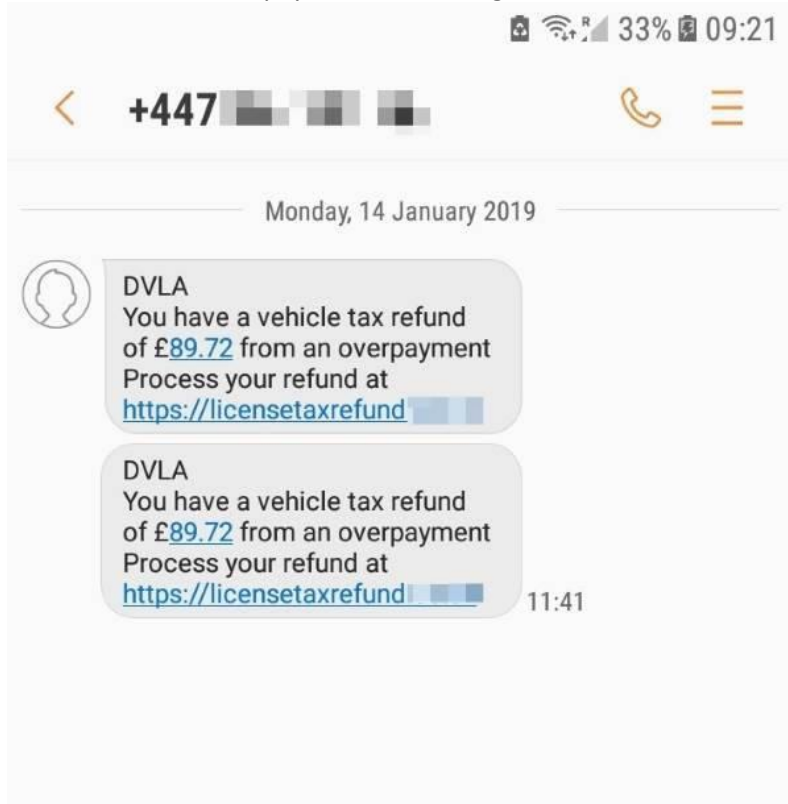 33% 09:21
+447
Monday, 14 January 2019
DVLA
You have a vehicle tax refund
of £89.72 from an overpayment
Process your refund at
https://licensetaxrefund
DVLA
You have a vehicle tax refund
of £89.72 from an overpayment
Process your refund at
https://licensetaxrefund
11:41